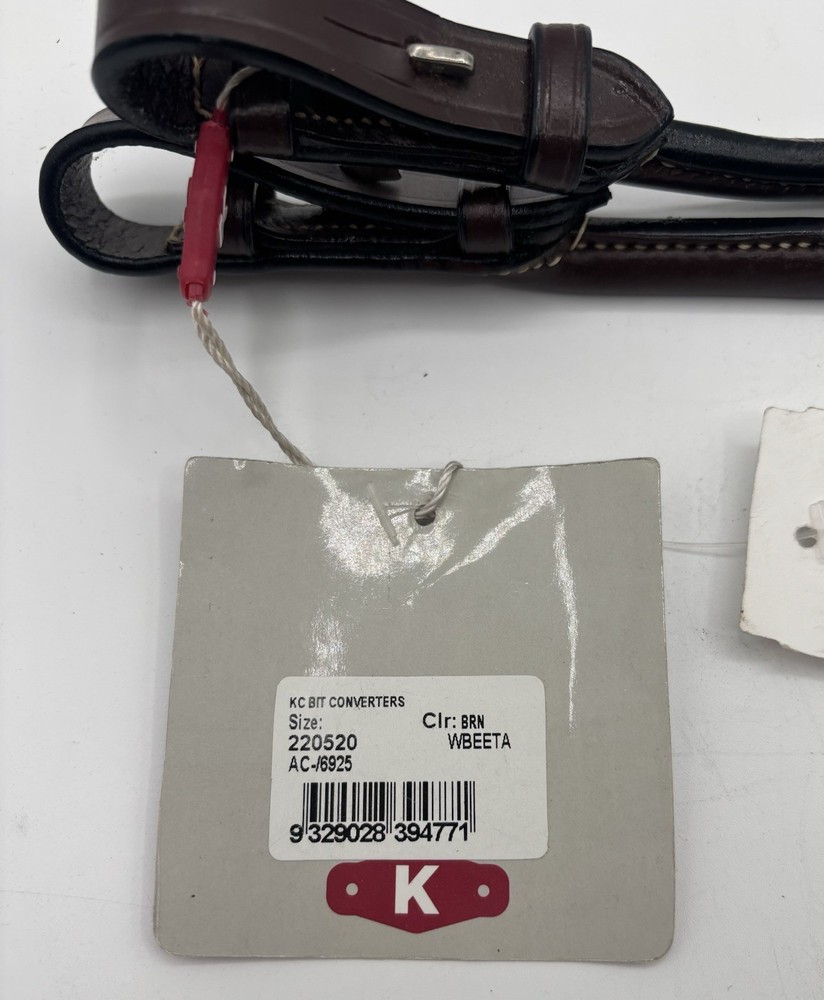 KC BIT CONVERTERS
Size:
Clr: BRN
220520
WBEETA
AC-/6925
9 329028 394771
K